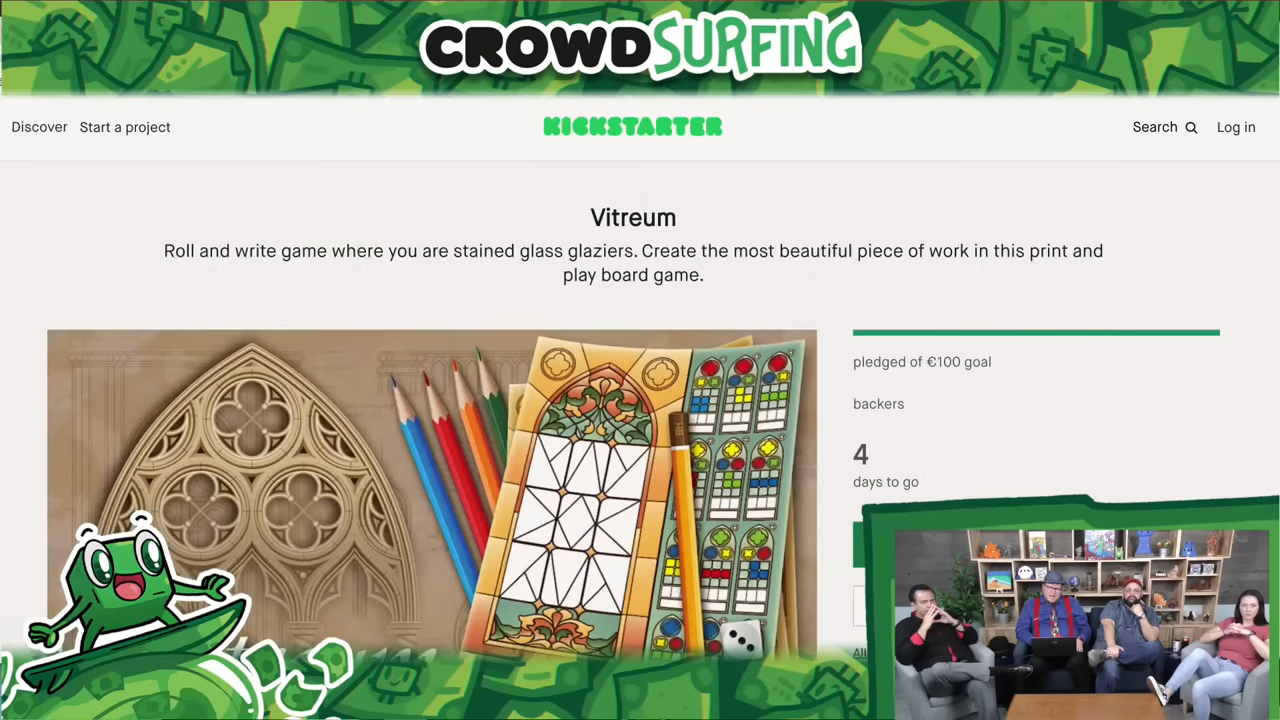 CROWDSURFING
Discover Start a project KICKSTARTER Search Log in
Vitreum
Roll and write game where you are stained glass glaziers. Create the most beautiful piece of work in this print and
play board game.
pledged of €100 goal
backers
4
days to go
HB